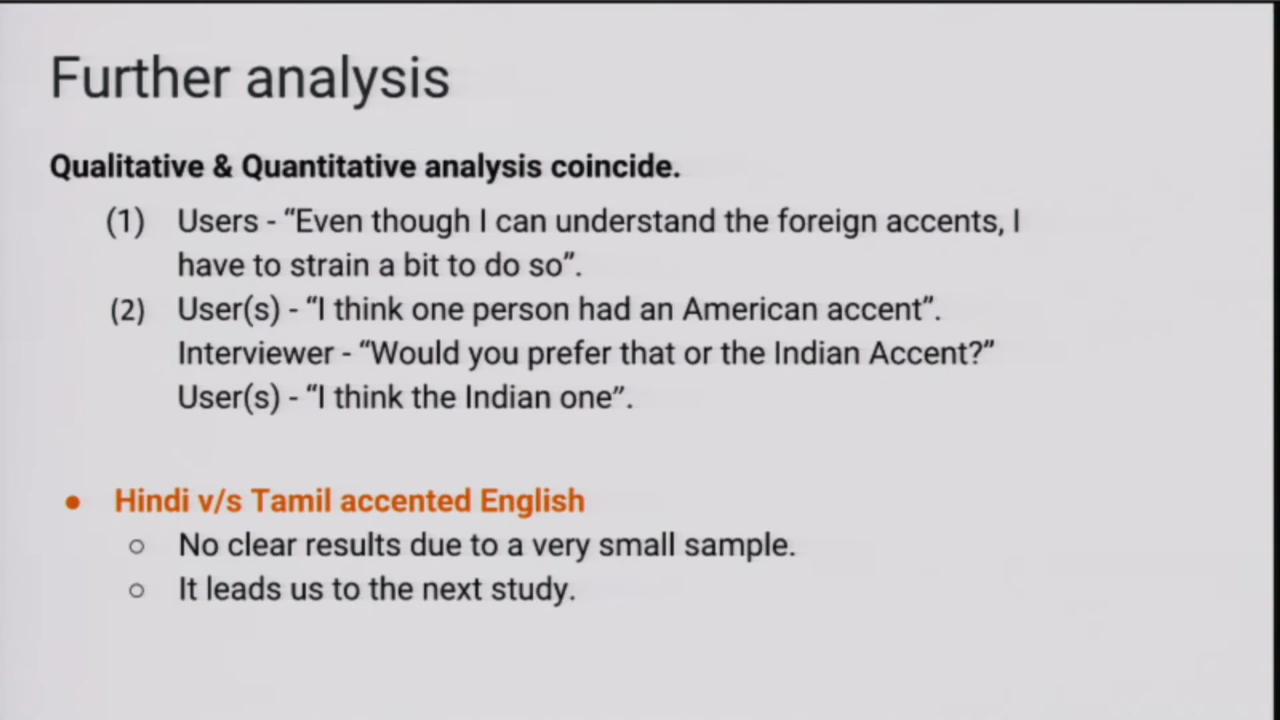 Further analysis
Qualitative & Quantitative analysis coincide.
(1) Users - “Even though I can understand the foreign accents, I
have to strain a bit to do so”.
(2) User(s) - “I think one person had an American accent”.
Interviewer - “Would you prefer that or the Indian Accent?”
User(s) - “I think the Indian one”.
● Hindi v/s Tamil accented English
○ No clear results due to a very small sample.
○ It leads us to the next study.